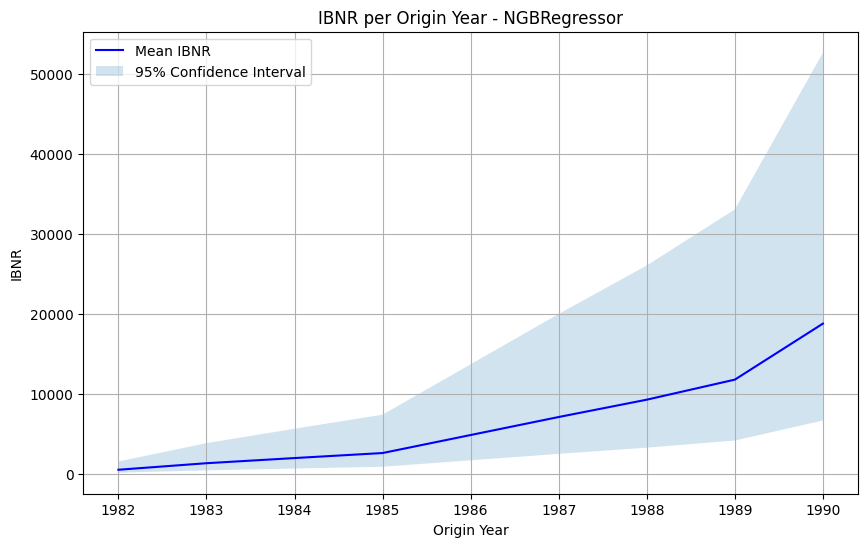 IBNR per Origin Year - NGBRegressor
Mean IBNR
95% Confidence Interval
50000
40000
30000
20000
10000
0
IBNR
1982 1983 1984 1985 1986 1987 1988 1989 1990
Origin Year